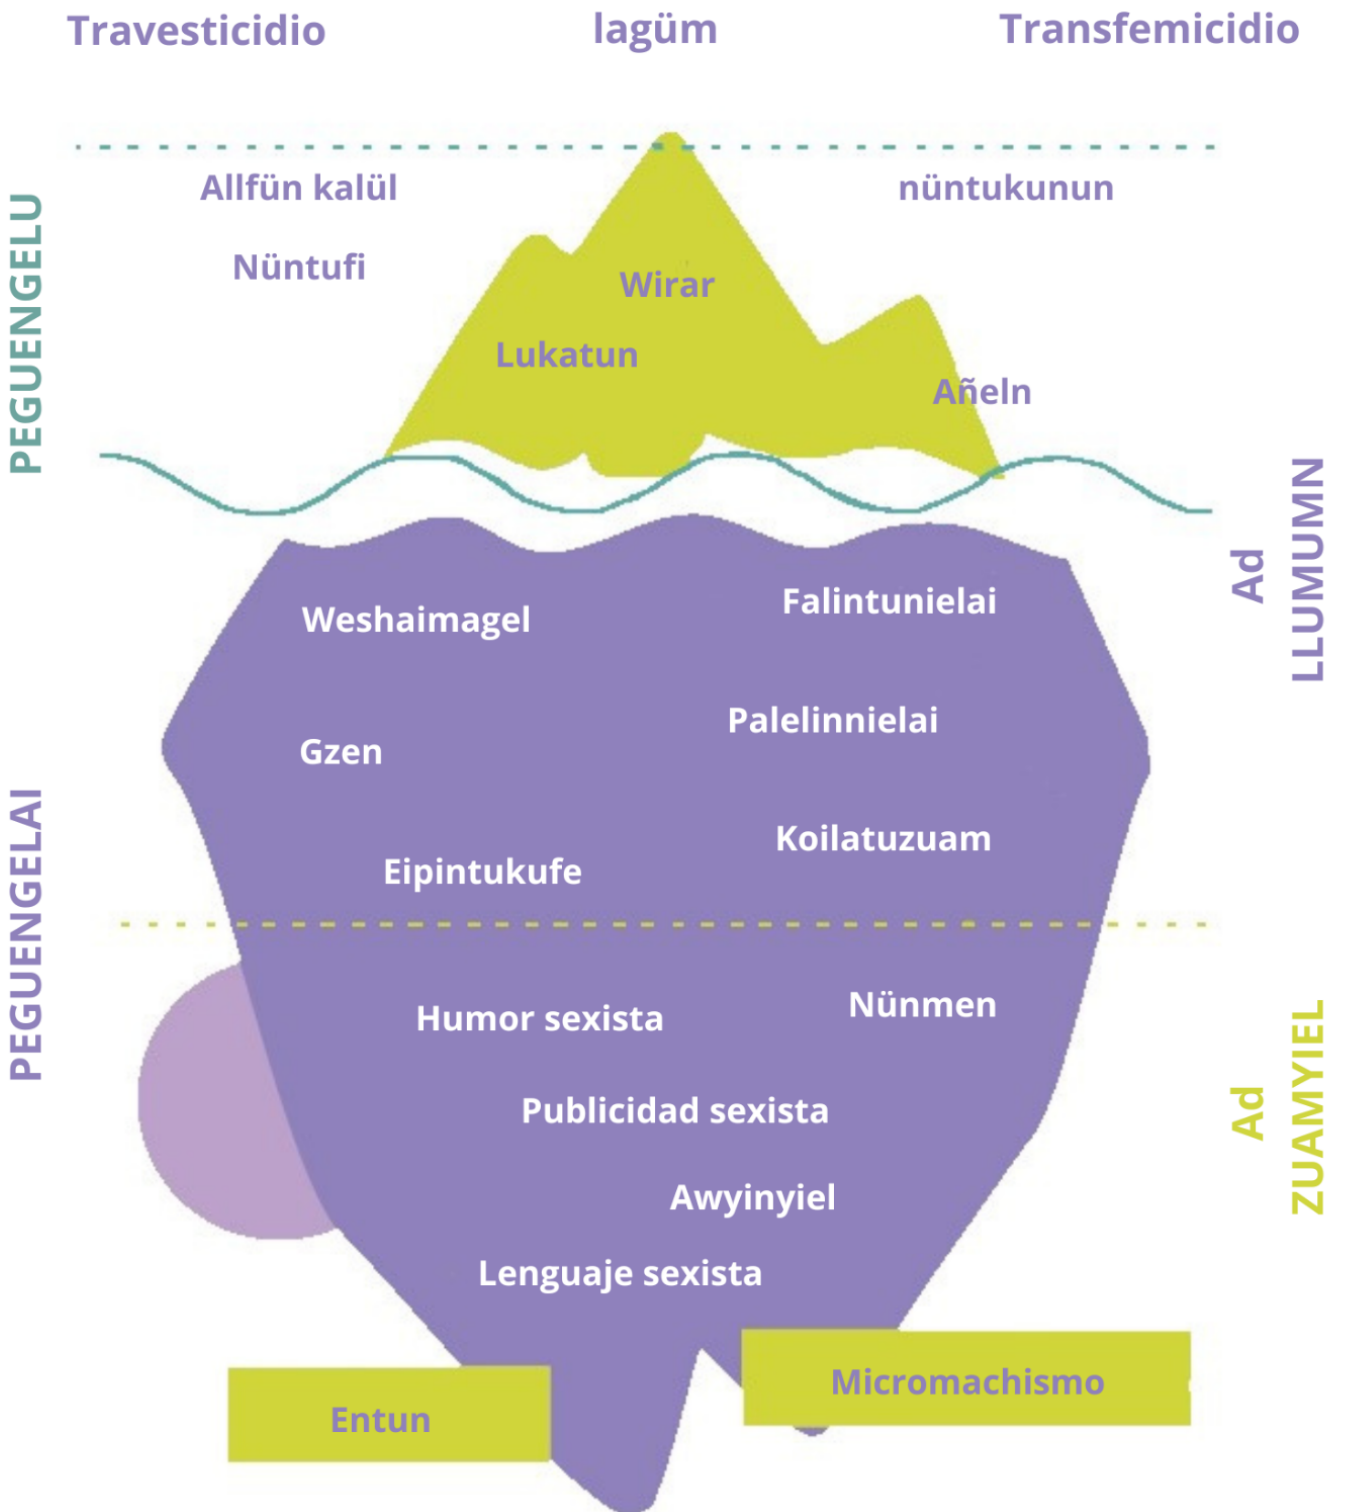 Travesticidio lagüm Transfemicidio
Allfün kalül nüntukunun
PEGUENGELU
Nüntufi
Wirar
Lukatun
Añeln
Ad
LLUMUMN
Falintunielai
Weshaimagel
Palelinnielai
Gzen
Koilatuzuam
Eipintukufe
PEGUENGELAI
Nünmen
Humor sexista
Publicidad sexista
Ad
ZUAMYIEL
Awyinyiel
Lenguaje sexista
Micromachismo
Entun